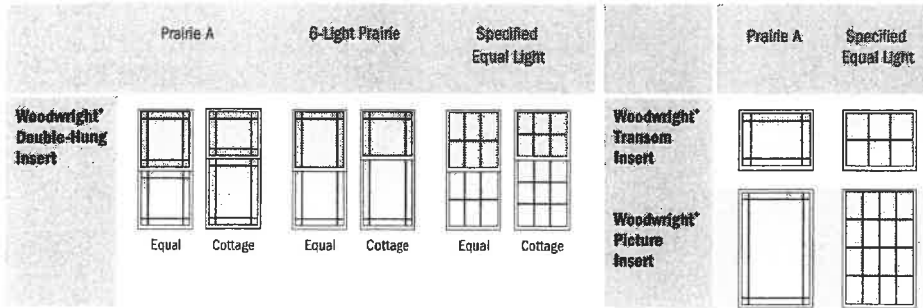 Prairie A
6-Light Prairie
Specified
Equal Light
Woodwright*
Double-Hung
Insert
Equal
Cottage
Equal
Cottage
Equal
Cottage
Prairie A
Specified
Equal Light
Woodwright*
Transom
Insert
Woodwright*
Picture
Insert